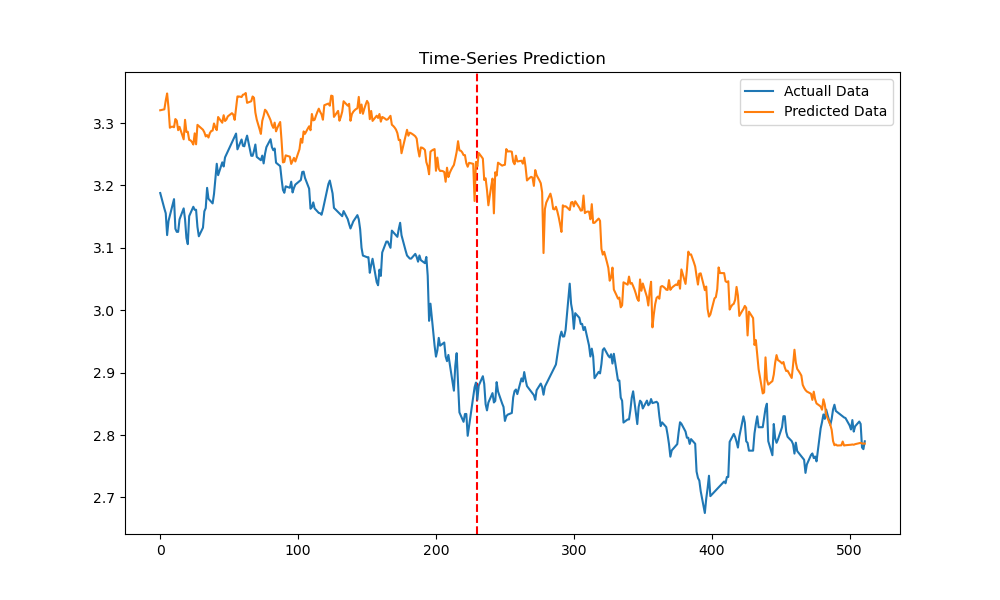 Time-Series Prediction
Actuall Data
Predicted Data
3.3
3.2
3.1
3.0
2.9
2.8
2.7
0 100 200 300 400 500